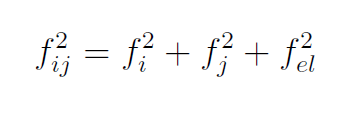 $f_{ij}^2 = f_i^2 + f_j^2 + f_{el}^2$